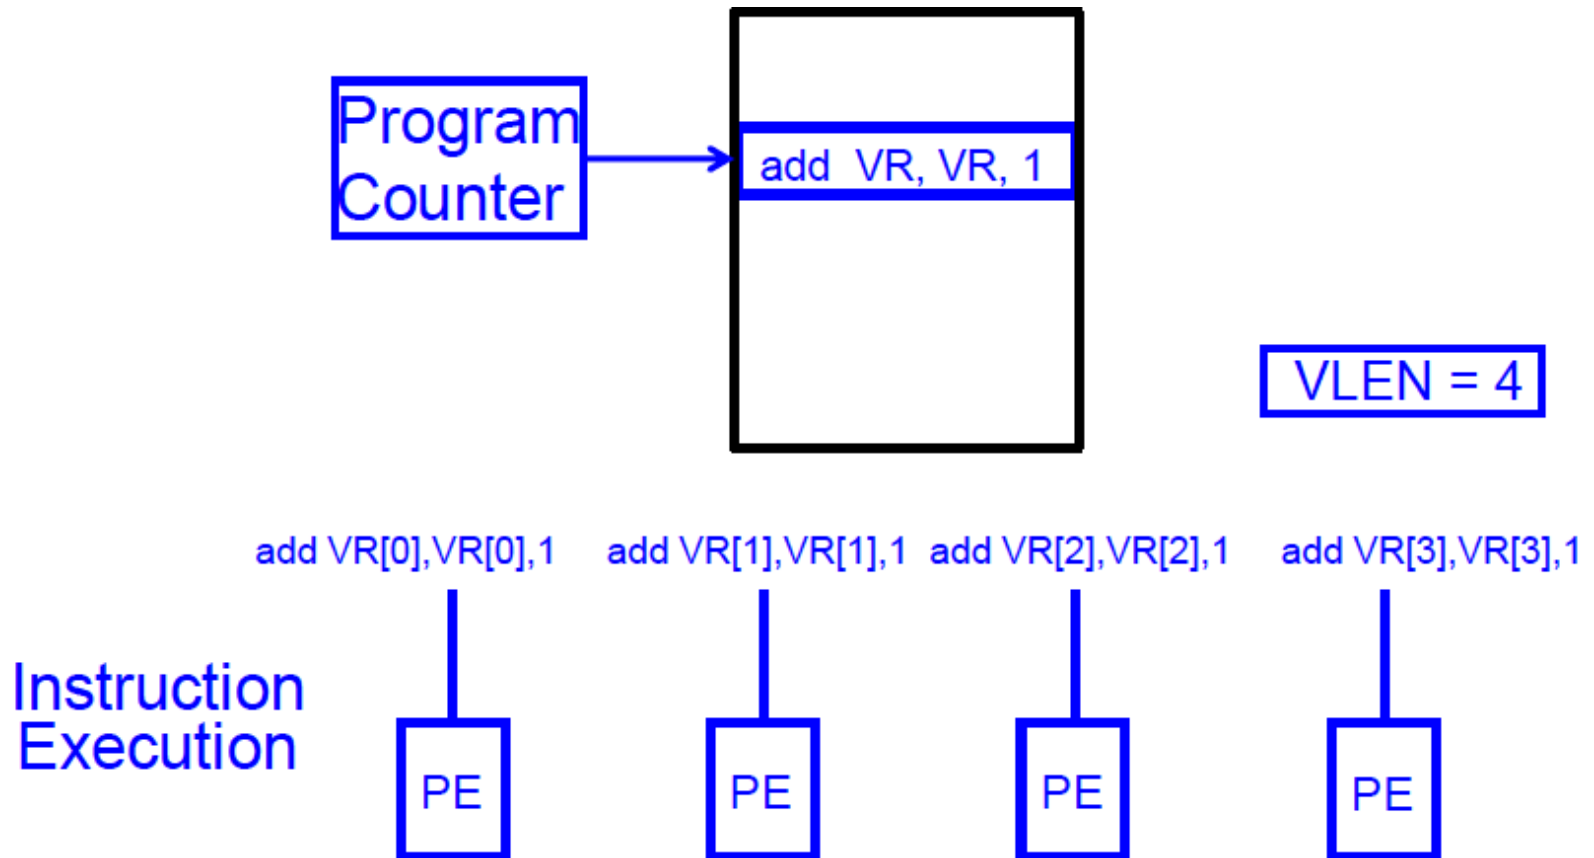 Program
Counter
add VR, VR, 1
VLEN = 4
add VR[0],VR[0],1
add VR[1],VR[1],1
add VR[2],VR[2],1
add VR[3],VR[3],1
Instruction
Execution
PE
PE
PE
PE